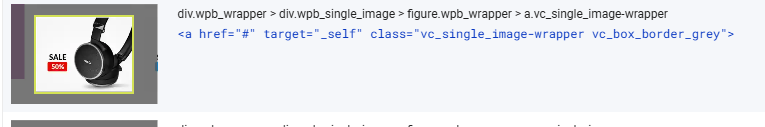 div.wpb_wrapper > div.wpb_single_image > figure.wpb_wrapper > a.vc_single_image-wrapper
<a href="#" target="_self" class="vc_single_image-wrapper vc_box_border_grey">
SALE
50%